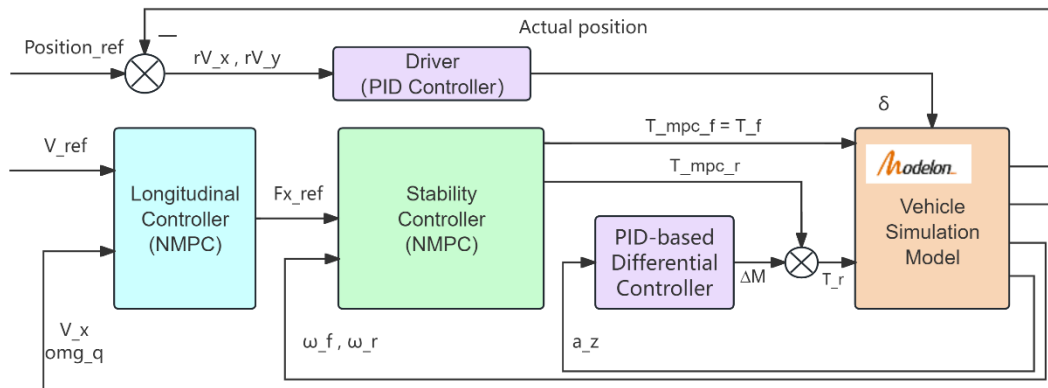 Actual position
Position_ref
rV_x , rV_y
Driver
(PID Controller)
δ
V_ref
Longitudinal
Controller
(NMPC)
Fx_ref
Stability
Controller
(NMPC)
T_mpc_f = T_f
T_mpc_r
PID-based
Differential
Controller
ΔM
T_r
Modelon
Vehicle
Simulation
Model
V_x
omg_q
ω_f , ω_r
a_z